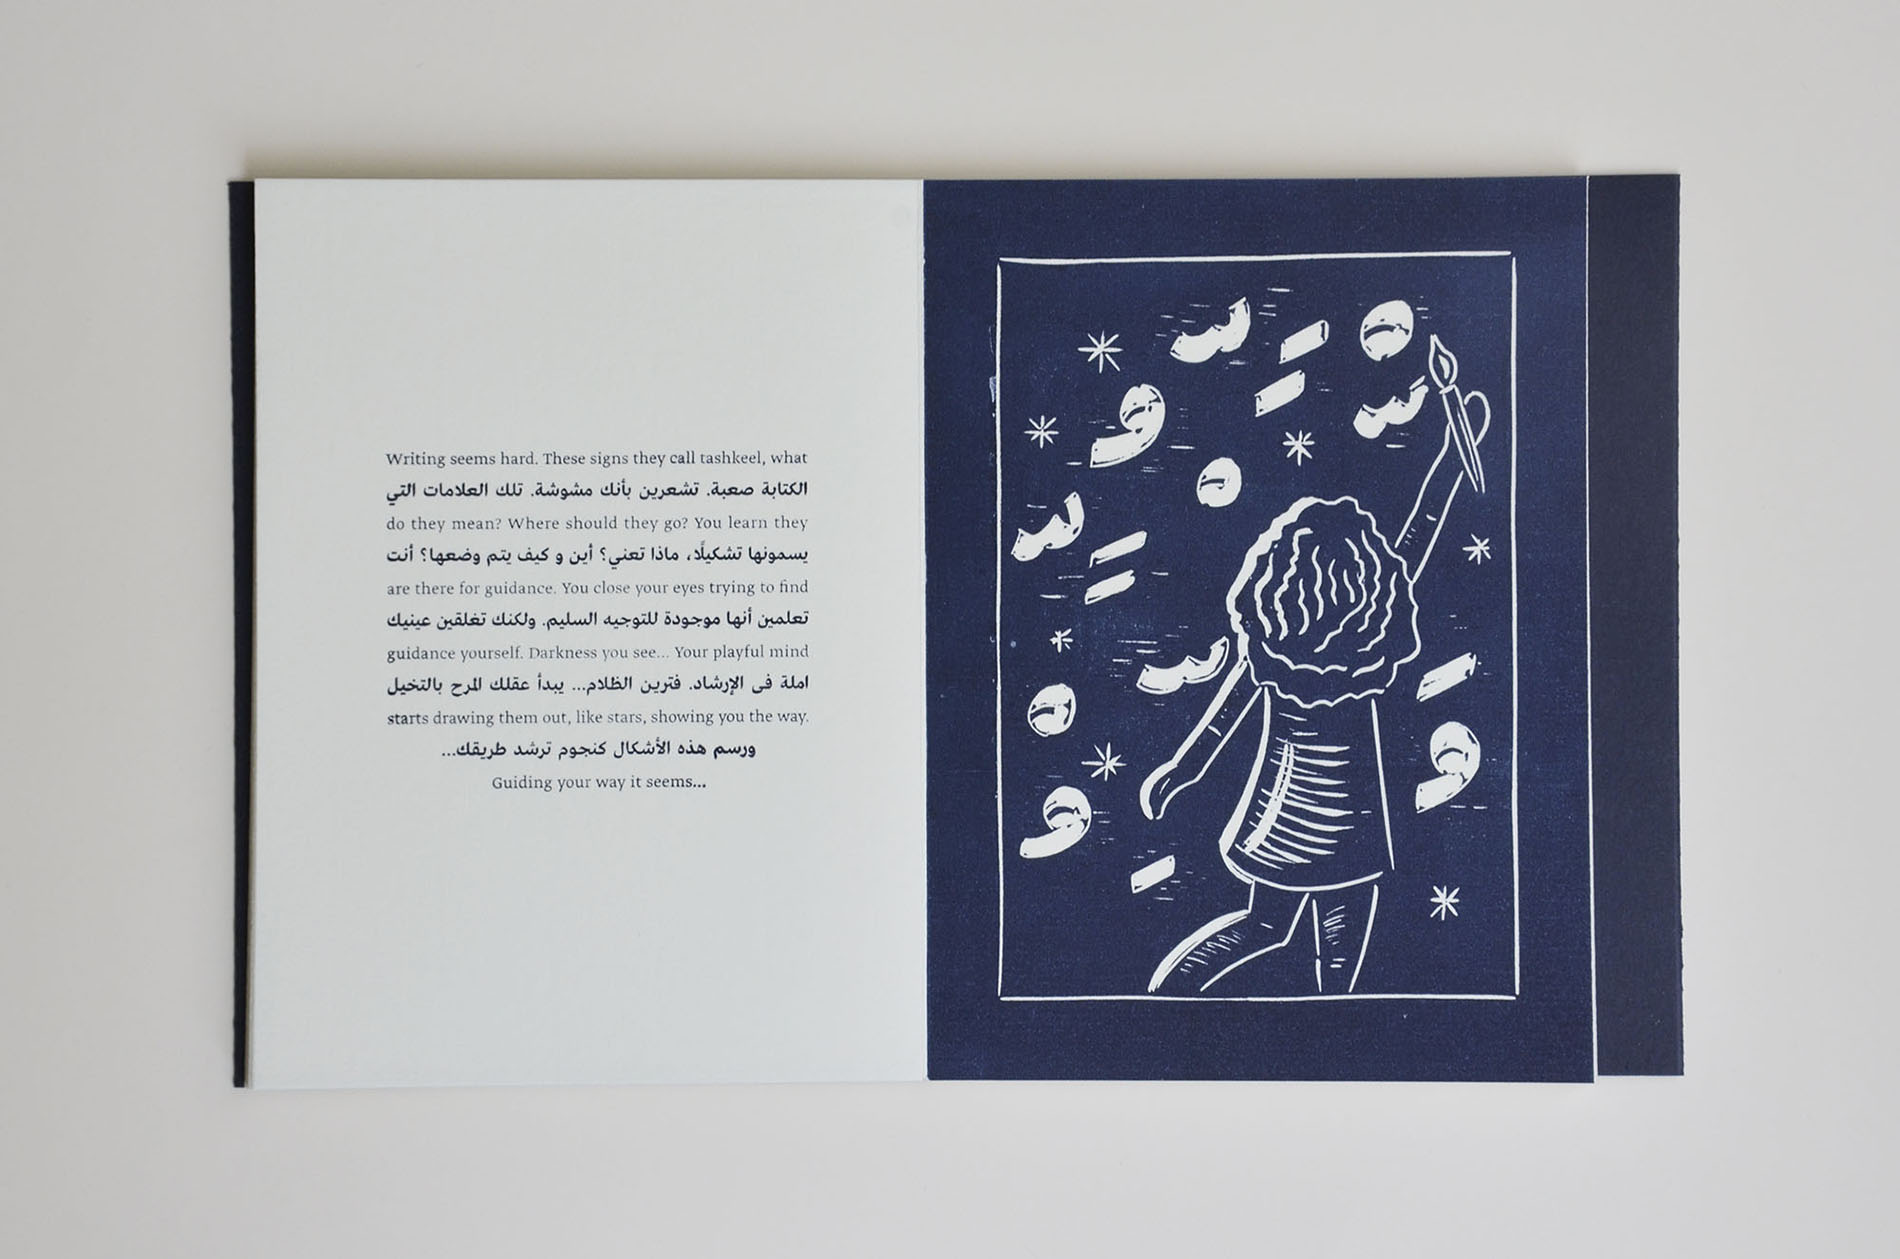 Writing seems hard. These signs they call tashkeel, what
الكتابة صعبة. تشعرين بأنك مشوشة. تلك العلامات التي
do they mean? Where should they go? You learn they
يسمونها تشكيلًا، ماذا تعني؟ أين و كيف يتم وضعها؟ أنت
are there for guidance. You close your eyes trying to find
تعلمين أنها موجودة للتوجيه السليم. ولكنك تغلقين عينيك
guidance yourself. Darkness you see... Your playful mind
املة فى الإرشاد. فترين الظلام... يبدأ عقلك المرح بالتخيل
starts drawing them out, like stars, showing you the way.
ورسم هذه الأشكال كنجوم ترشد طريقك...
Guiding your way it seems...